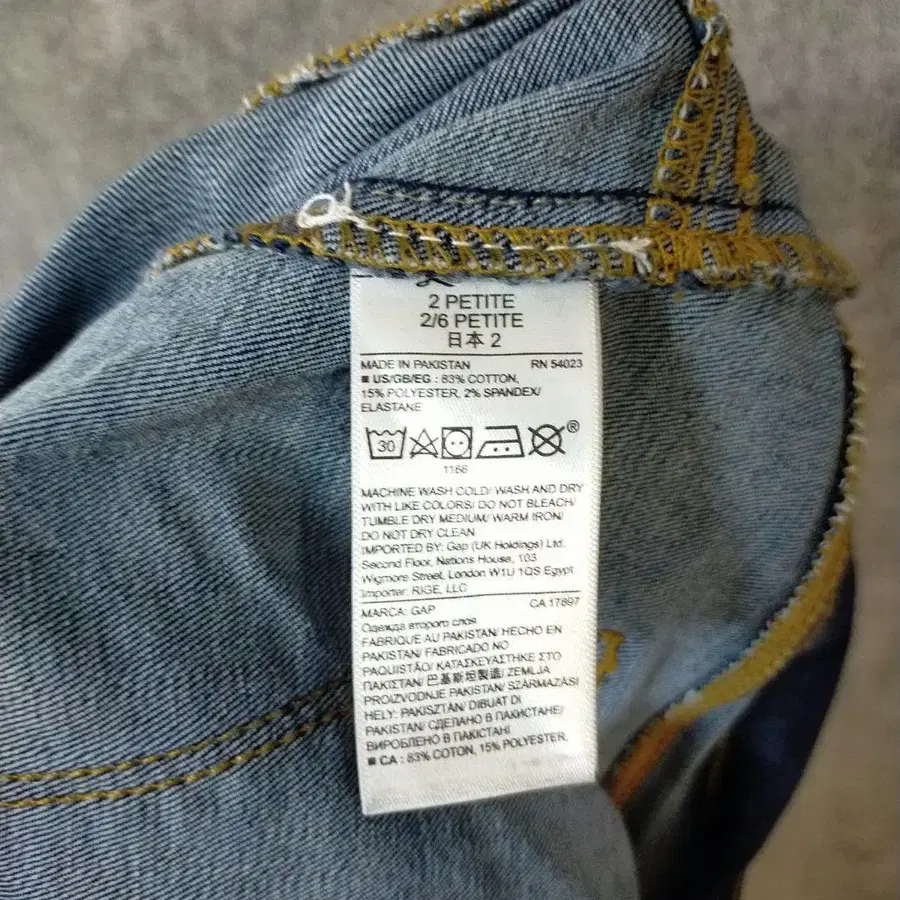 2 PETITE
2/6 PETITE
日本 2
MADE IN PAKISTAN RN 54023
■ US/GB/EG : 83% COTTON,
15% POLYESTER, 2% SPANDEX/
ELASTANE
30 ®
1166
MACHINE WASH COLD/ WASH AND DRY
WITH LIKE COLORS/ DO NOT BLEACH/
TUMBLE DRY MEDIUM/ WARM IRON/
DO NOT DRY CLEAN
IMPORTED BY: Gap (UK Holdings) Ltd.
Second Floor, Nations House, 103
Wigmore Street, London W1U 1QS Egypt
Importer: RIGE, LLC
MARCA: GAP CA 17897
Одежда второго слоя
FABRIQUE AU PAKISTAN/ HECHO EN
PAKISTAN/ FABRICADO NO
PAQUISTÃO/ ΚΑΤΑΣΚΕΥΑΣΤΗΚΕ ΣΤΟ
ΠΑΚΙΣΤΑΝ/ 巴基斯坦製造/ ZEMLJA
PROIZVODNJE PAKISTAN/ SZÁRMAZÁSI
HELY: PAKISZTÁN/ DIBUAT DI
PAKISTAN/ СДЕЛАНО В ПАКИСТАНЕ/
ВИРОБЛЕНО В ПАКІСТАНІ
■ CA : 83% COTON, 15% POLYESTER,